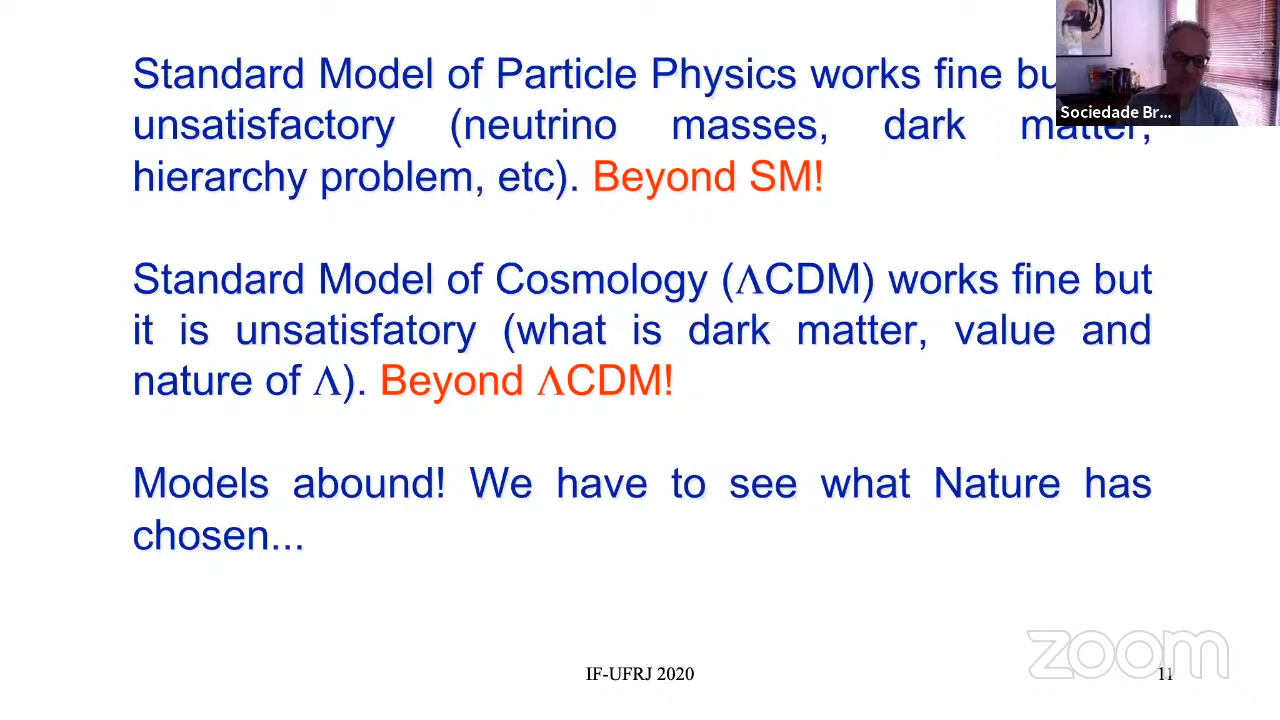 Standard Model of Particle Physics works fine
unsatisfactory (neutrino masses, dark matter,
hierarchy problem, etc). Beyond SM!
Standard Model of Cosmology (ΛCDM) works fine but
it is unsatisfatory (what is dark matter, value and
nature of Λ). Beyond ΛCDM!
Models abound! We have to see what Nature has
chosen...
Sociedade Br...
zoom
IF-UFRJ 2020
11